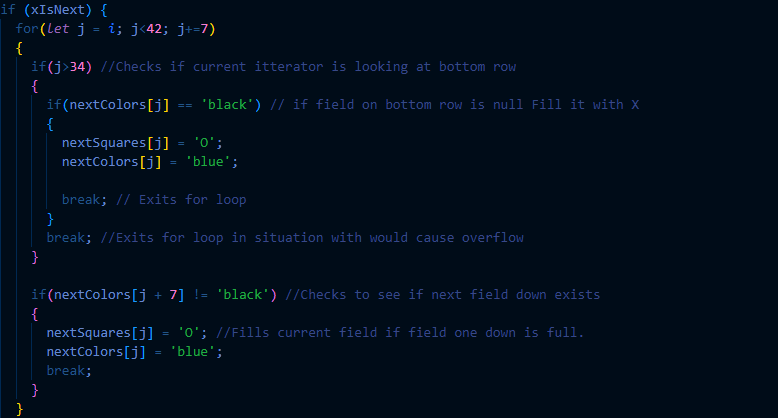 if (xIsNext) {
for(let j = i; j<42; j+=7)
{
if(j>34) //Checks if current itterator is looking at bottom row
{
if(nextColors[j] == 'black') // if field on bottom row is null Fill it with X
{
nextSquares[j] = 'O';
nextColors[j] = 'blue';
break; // Exits for loop
}
break; //Exits for loop in situation with would cause overflow
}
if(nextColors[j + 7] != 'black') //Checks to see if next field down exists
{
nextSquares[j] = 'O'; //Fills current field if field one down is full.
nextColors[j] = 'blue';
break;
}
}